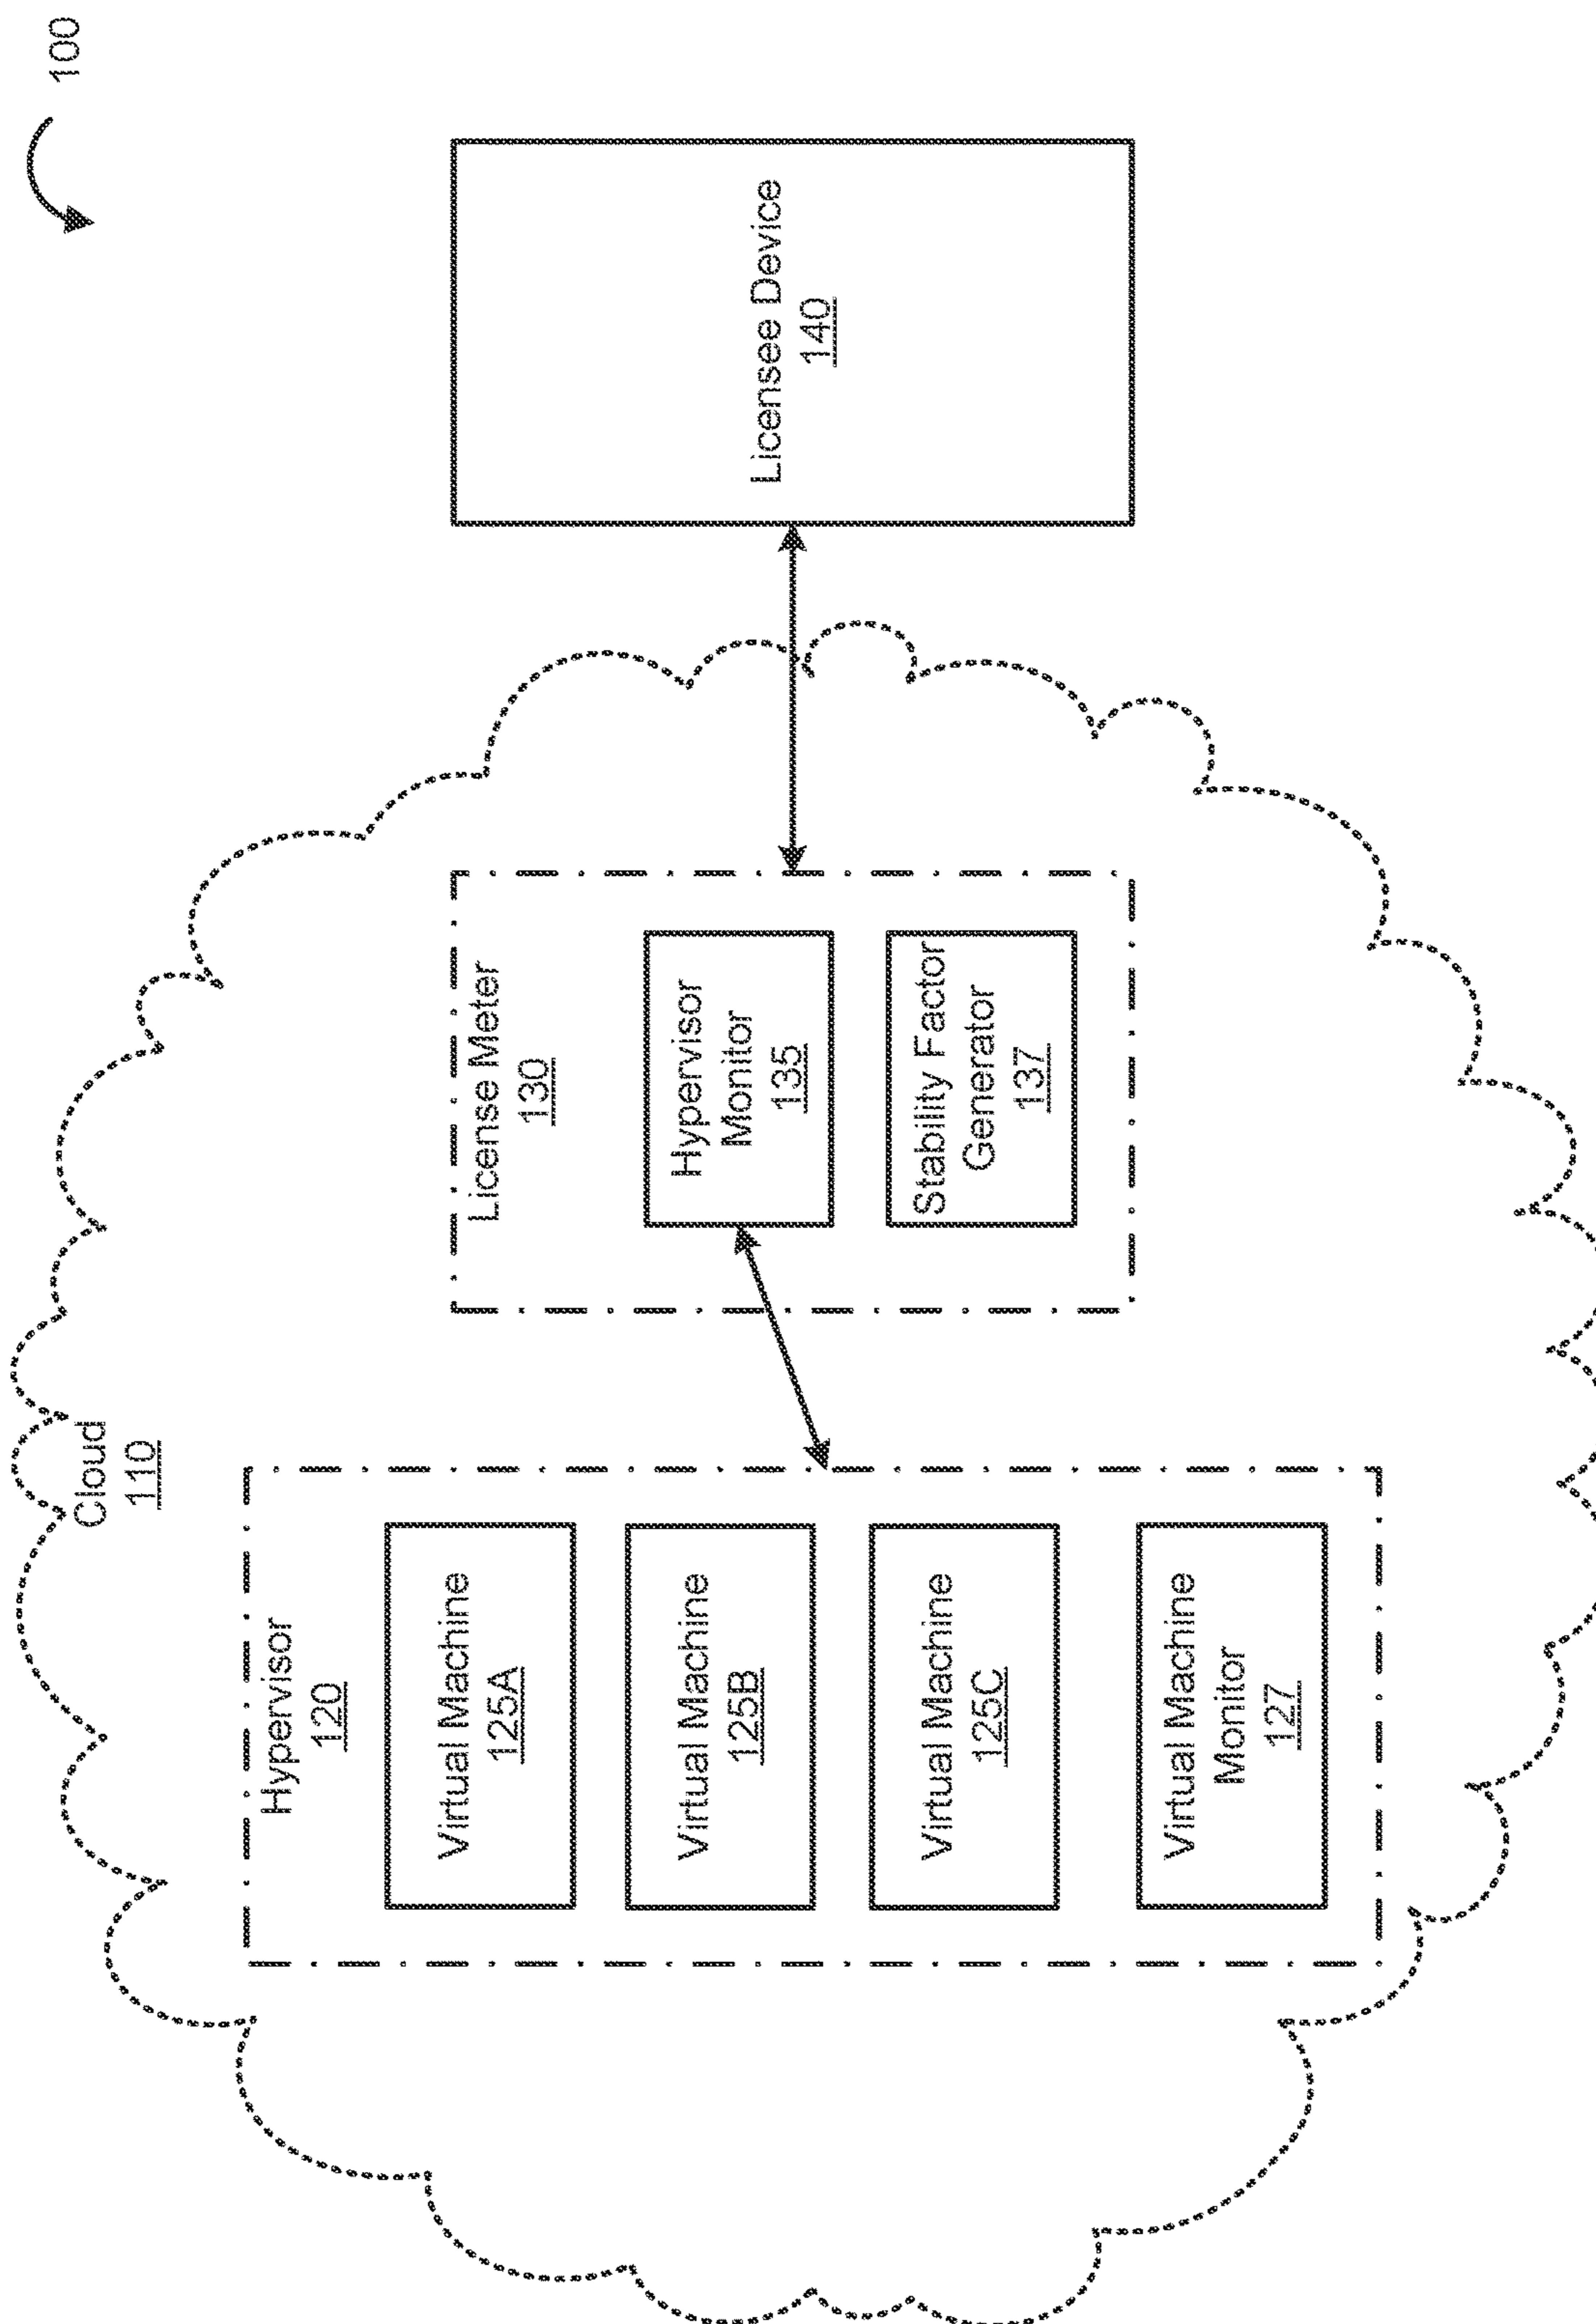 100
Cloud
110
Hypervisor
120
Virtual Machine
125A
Virtual Machine
125B
Virtual Machine
125C
Virtual Machine
Monitor
127
License Meter
130
Hypervisor
Monitor
135
Stability Factor
Generator
137
Licensee Device
140